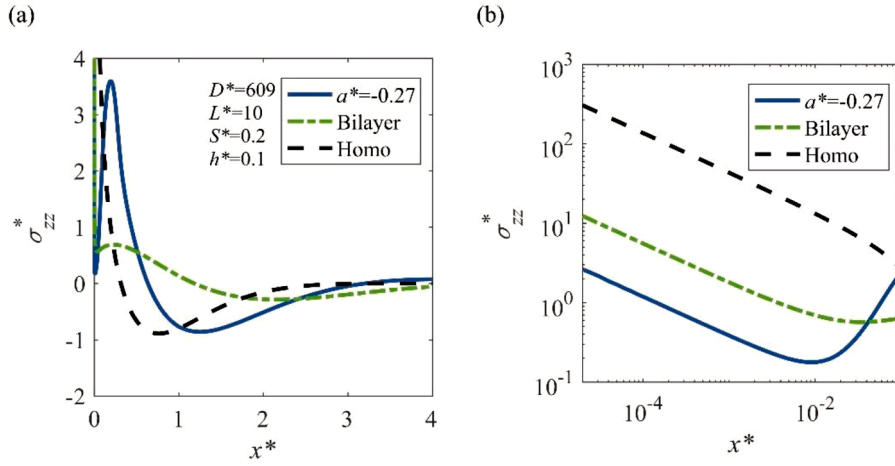 (a)
4
3
2
1
0
-1
-2
σ*zz
D*=609
L*=10
S*=0.2
h*=0.1
a*=-0.27
Bilayer
Homo
0
1
2
3
4
x*
(b)
10^3
10^2
10^1
10^0
10^-1
σ*zz
a*=-0.27
Bilayer
Homo
10^-4
10^-2
x*